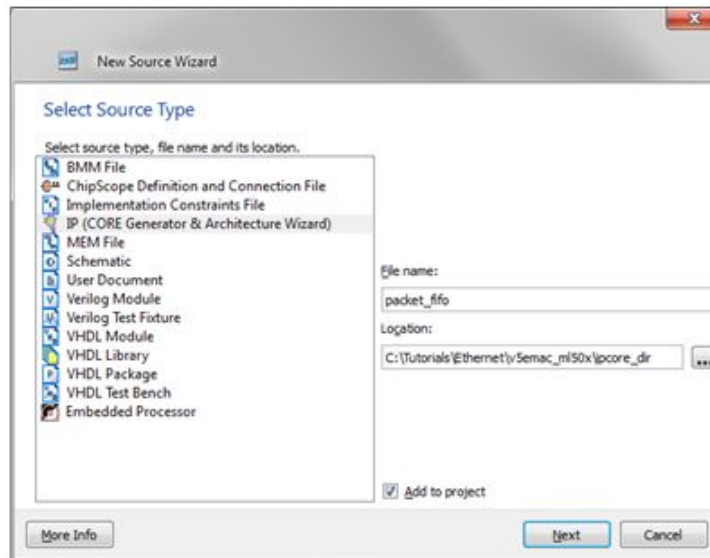 New Source Wizard
Select Source Type
Select source type, file name and its location.
BMM File
ChipScope Definition and Connection File
Implementation Constraints File
IP (CORE Generator & Architecture Wizard)
MEM File
Schematic
User Document
Verilog Module
Verilog Test Fixture
VHDL Module
VHDL Library
VHDL Package
VHDL Test Bench
Embedded Processor
File name:
packet_fifo
Location:
C:\Tutorials\Ethernet\v5emac_ml50x\ipcore_dir
...
Add to project
More Info
Next
Cancel